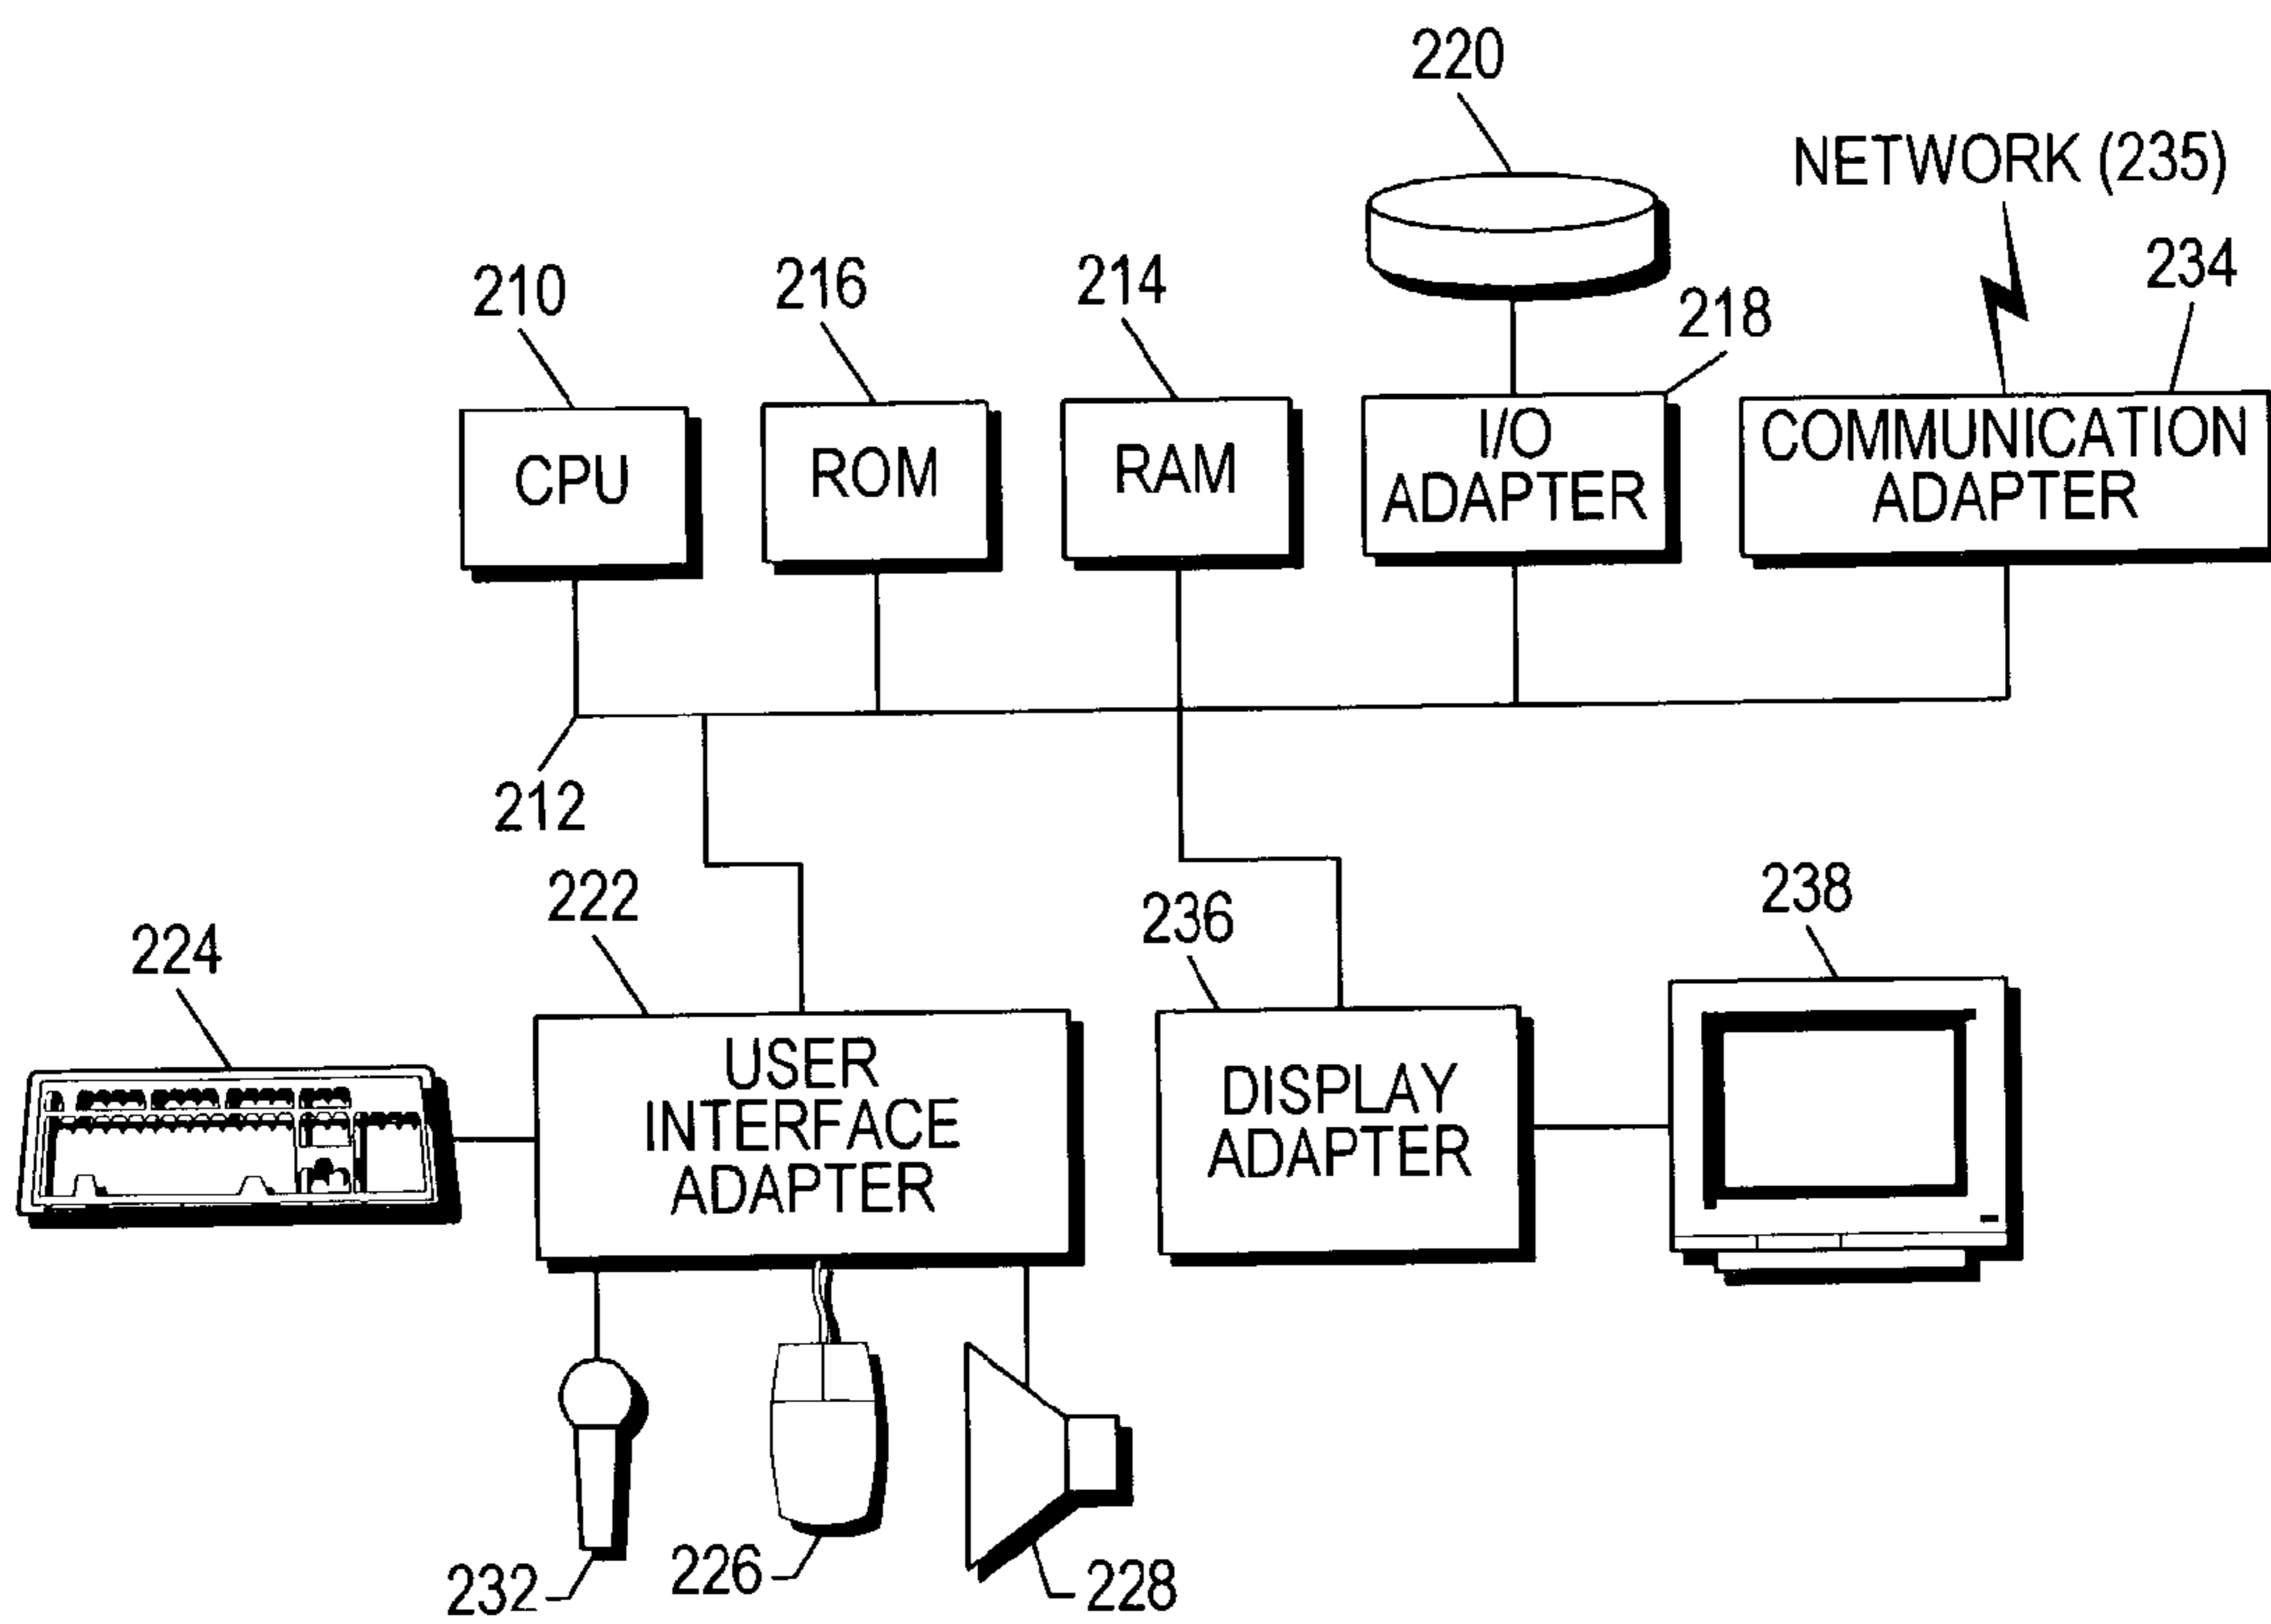 220
NETWORK (235)
210
216
214
218
234
CPU
ROM
RAM
I/O
ADAPTER
COMMUNICATION
ADAPTER
212
222
236
238
224
USER
INTERFACE
ADAPTER
DISPLAY
ADAPTER
232
226
228